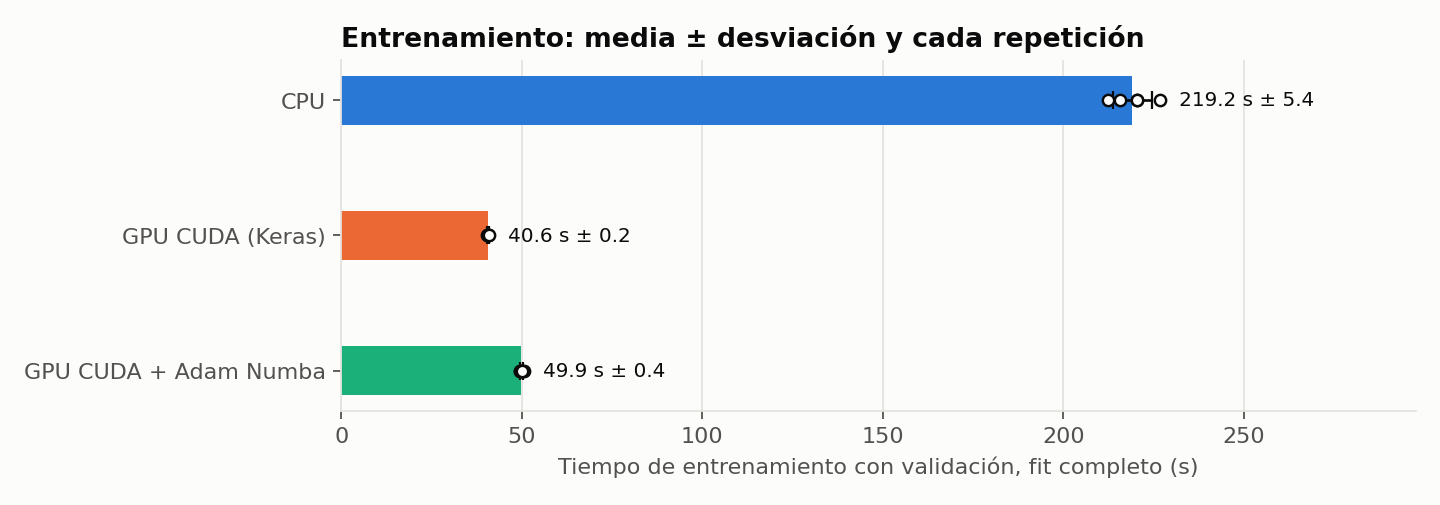 Entrenamiento: media ± desviación y cada repetición
CPU
219.2 s ± 5.4
GPU CUDA (Keras)
40.6 s ± 0.2
GPU CUDA + Adam Numba
49.9 s ± 0.4
0 50 100 150 200 250
Tiempo de entrenamiento con validación, fit completo (s)